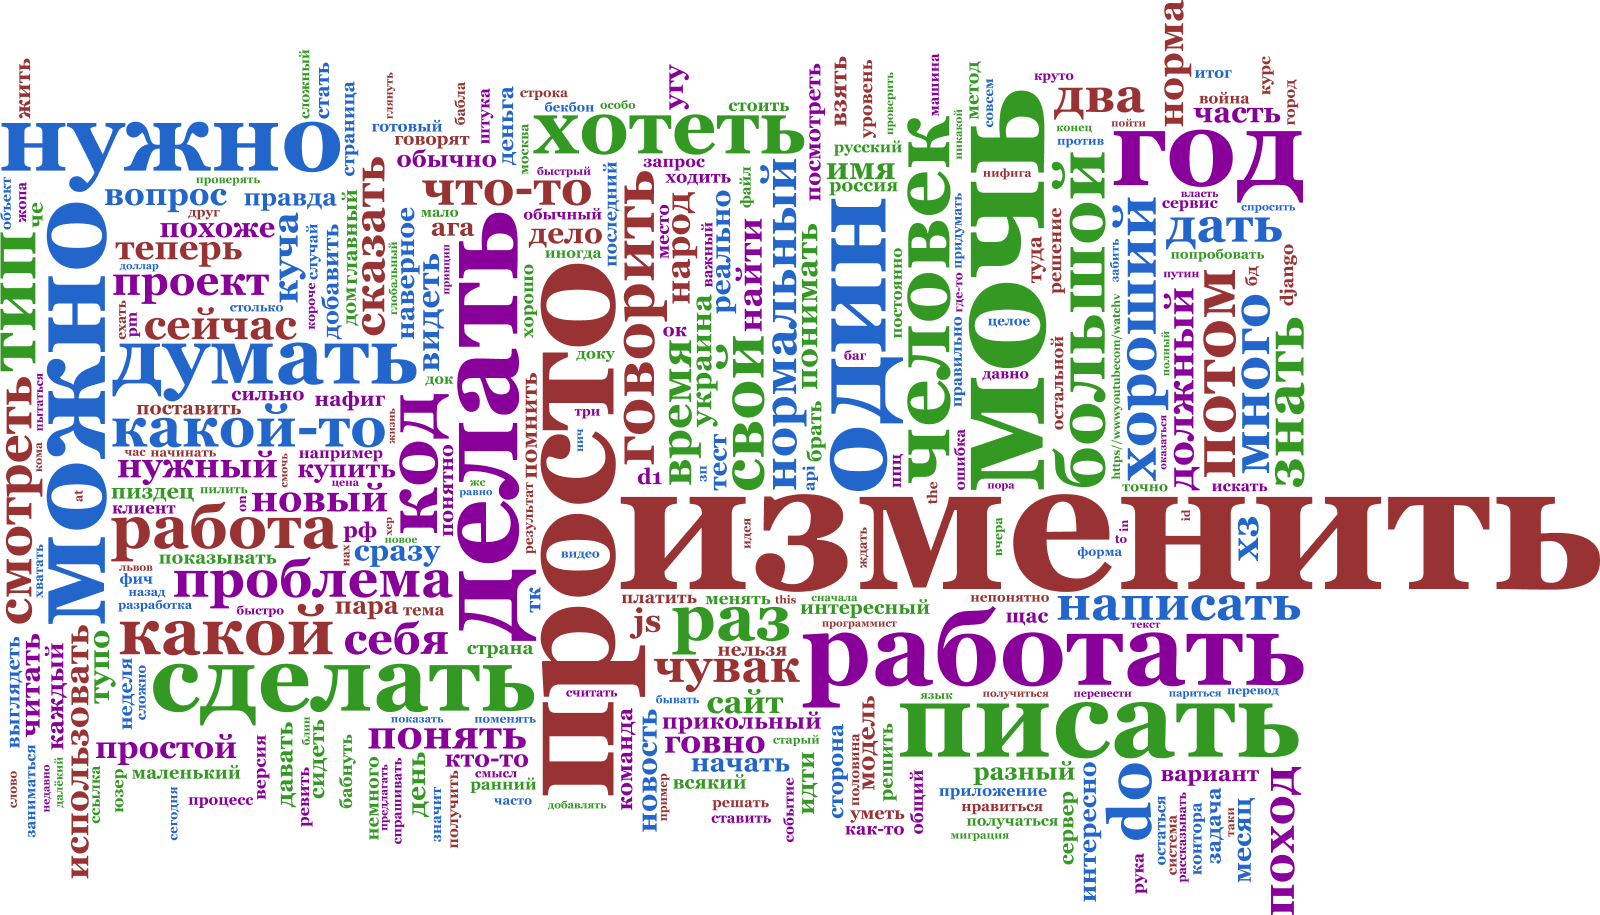 жить
сложный
стать
страница
глянуть
бабла
штука
деньга
строка
бекбон
особо
угу
стоить
посмотреть
взять
уровень
проверить
машина
никакой
метод
совсем
круто
два
конец
против
пойти
норма
итог
война
часть
курс
город
нужно
готовый
говорят
обычно
хотеть
москва
быстрый
запрос
ходить
русский
имя
россия
человек
мочь
год
нифига
власть
сервис
спросить
объект
жопа
че
проверять
вопрос
правда
друг
похоже
теперь
доллар
проект
куча
случай
короче
добавить
домглавный
сказать
глобальный
наверное
видеть
принцип
что-то
мало
ага
обычный
дело
иногда
последний
хорошо
говорить
место
народ
важный
реально
файл
найти
нормальный
понимать
один
постоянно
придумать
где-то
правильно
туда
решение
большой
забить
хороший
дать
попробовать
путин
бд
django
тип
можно
ехать
pm
столько
сейчас
думать
делать
просто
доку
док
ок
время
украина
свой
баг
целое
давно
остальной
https//wwwyoutubecom/watchv
полный
должный
потом
много
знать
смотреть
пытаться
сильно
нафиг
поставить
какой-то
жизнь
код
помнить
три
нич
d1
зп
тест
api
брать
ппц
ошибка
the
пора
оказаться
точно
искать
кома
час
начинать
например
нужный
смочь
купить
цена
понятно
жс
равно
результат
at
пиздец
пилить
клиент
on
новый
работа
рф
хер
новое
нах
сразу
показывать
видео
изменить
идея
ждать
вчера
in
to
форма
id
хз
хватать
львов
фич
назад
разработка
проблема
быстро
пара
тема
тк
платить
менять
this
сначала
интересный
программист
непонятно
щас
написать
текст
какой
себя
страна
js
раз
нельзя
чувак
работать
выглядеть
читать
каждый
использовать
тупо
неделя
сложно
сделать
считать
бывать
сайт
язык
получиться
перевести
париться
перевод
показать
поменять
прикольный
писать
простой
давать
блин
сидеть
понять
кто-то
команда
новость
говно
старый
начать
всякий
сторона
половина
модель
решить
разный
приложение
нравиться
получаться
миграция
do
вариант
слово
заниматься
недавно
далёкий
ссылка
юзер
маленький
процесс
сегодня
версия
ревить
бабнуть
немного
предлагать
спрашивать
день
значит
получить
смысл
ранний
часто
добавлять
пример
решать
ставить
событие
идти
уметь
как-то
общий
сервер
интересно
рука
остаться
система
рассказывать
контора
задача
таки
месяц
поход